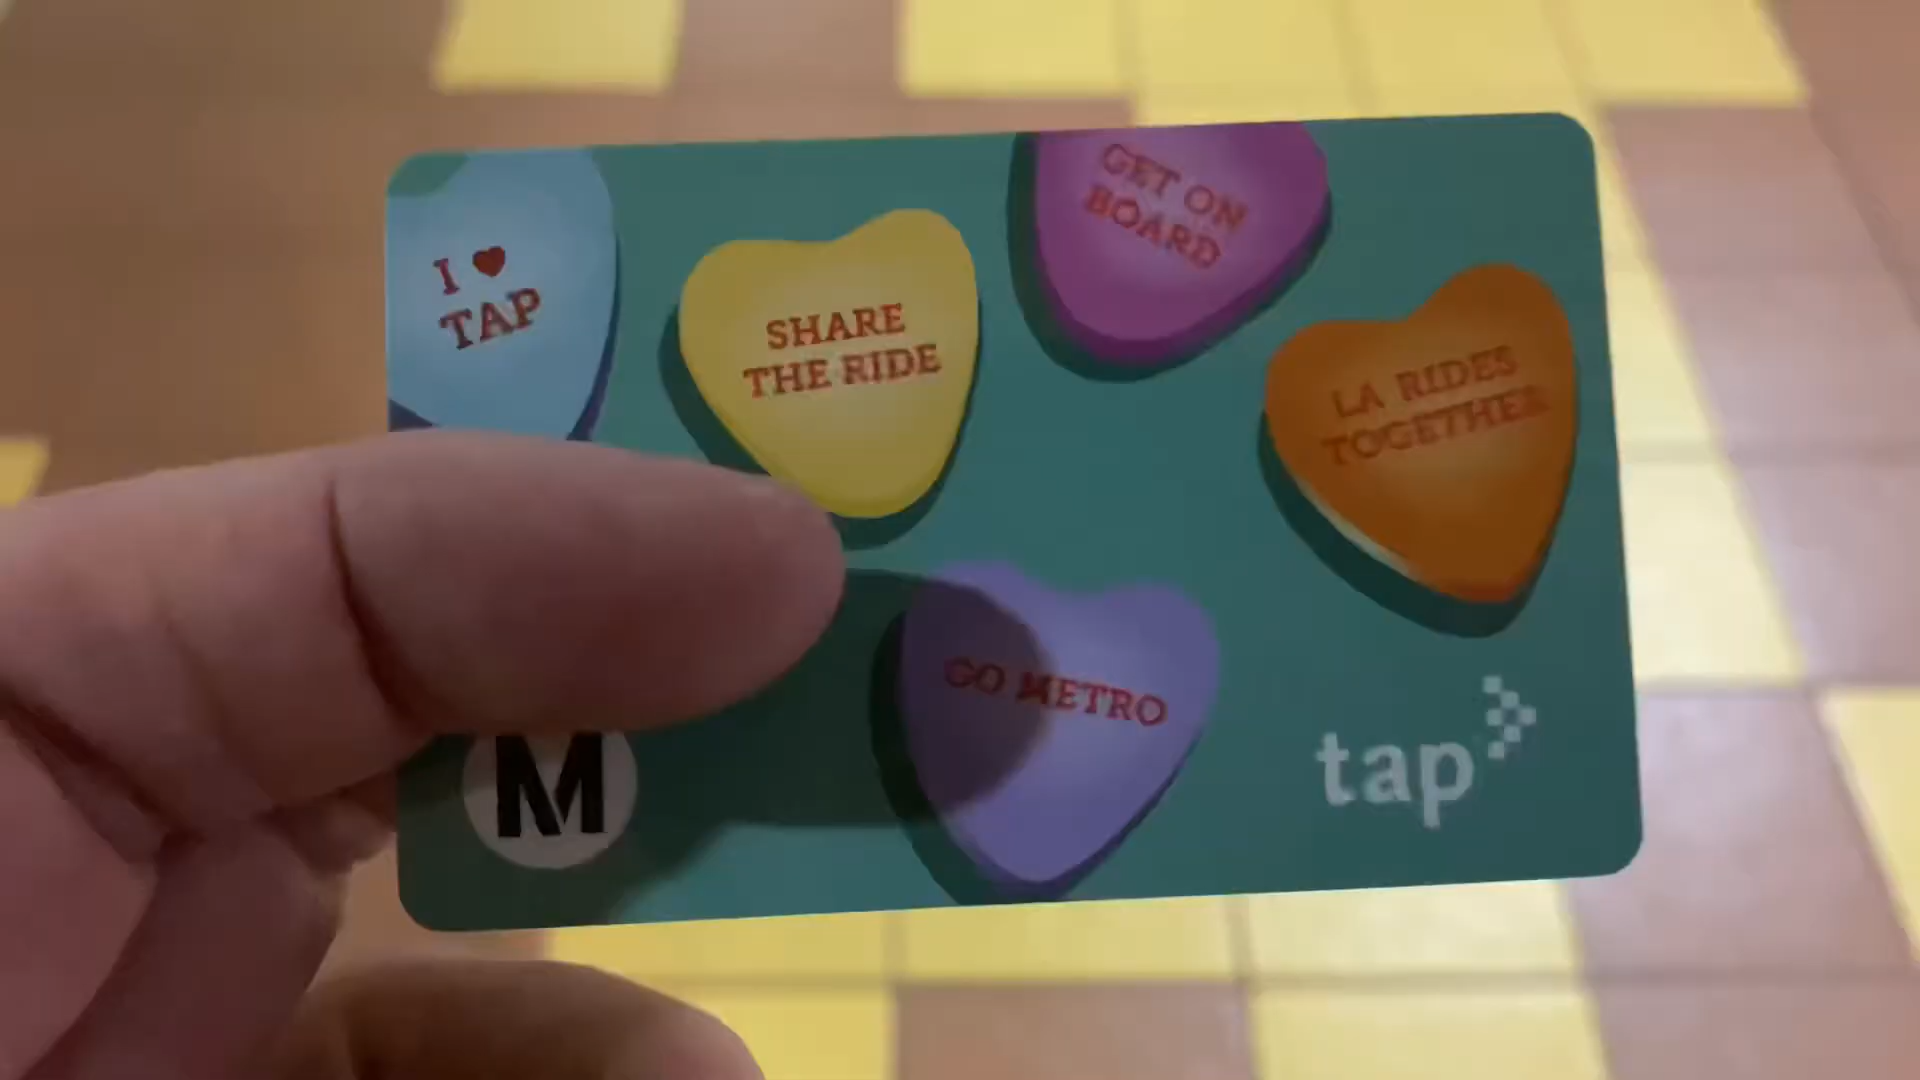 I ❤
TAP
SHARE
THE RIDE
GET ON
BOARD
LA RIDES
TOGETHER
GO METRO
M
tap